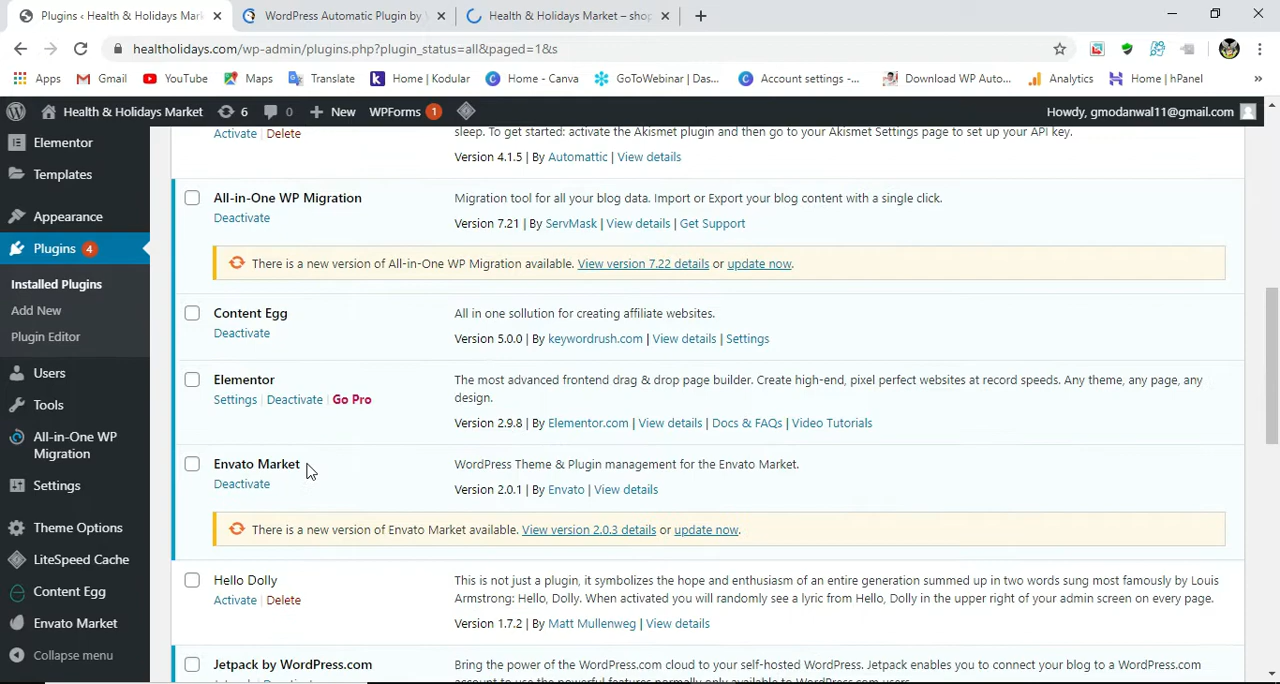 Plugins ‹ Health & Holidays Mar
WordPress Automatic Plugin by
Health & Holidays Market – shop
healtholidays.com/wp-admin/plugins.php?plugin_status=all&paged=1&s
Apps
Gmail
YouTube
Maps
Translate
Home | Kodular
Home - Canva
GoToWebinar | Das...
Account settings -...
Download WP Auto...
Analytics
Home | hPanel
»
Health & Holidays Market
6
0
New
WPForms 1
Howdy, gmodanwal11@gmail.com
Elementor
Templates
Appearance
Plugins 4
Installed Plugins
Add New
Plugin Editor
Users
Tools
All-in-One WP
Migration
Settings
Theme Options
LiteSpeed Cache
Content Egg
Envato Market
Collapse menu
Activate | Delete
sleep. To get started: activate the Akismet plugin and then go to your Akismet Settings page to set up your API key.
Version 4.1.5 | By Automattic | View details
All-in-One WP Migration
Deactivate
Migration tool for all your blog data. Import or Export your blog content with a single click.
Version 7.21 | By ServMask | View details | Get Support
There is a new version of All-in-One WP Migration available. View version 7.22 details or update now.
Content Egg
Deactivate
All in one sollution for creating affiliate websites.
Version 5.0.0 | By keywordrush.com | View details | Settings
Elementor
Settings | Deactivate | Go Pro
The most advanced frontend drag & drop page builder. Create high-end, pixel perfect websites at record speeds. Any theme, any page, any
design.
Version 2.9.8 | By Elementor.com | View details | Docs & FAQs | Video Tutorials
Envato Market
Deactivate
WordPress Theme & Plugin management for the Envato Market.
Version 2.0.1 | By Envato | View details
There is a new version of Envato Market available. View version 2.0.3 details or update now.
Hello Dolly
Activate | Delete
This is not just a plugin, it symbolizes the hope and enthusiasm of an entire generation summed up in two words sung most famously by Louis
Armstrong: Hello, Dolly. When activated you will randomly see a lyric from Hello, Dolly in the upper right of your admin screen on every page.
Version 1.7.2 | By Matt Mullenweg | View details
Jetpack by WordPress.com
Bring the power of the WordPress.com cloud to your self-hosted WordPress. Jetpack enables you to connect your blog to a WordPress.com